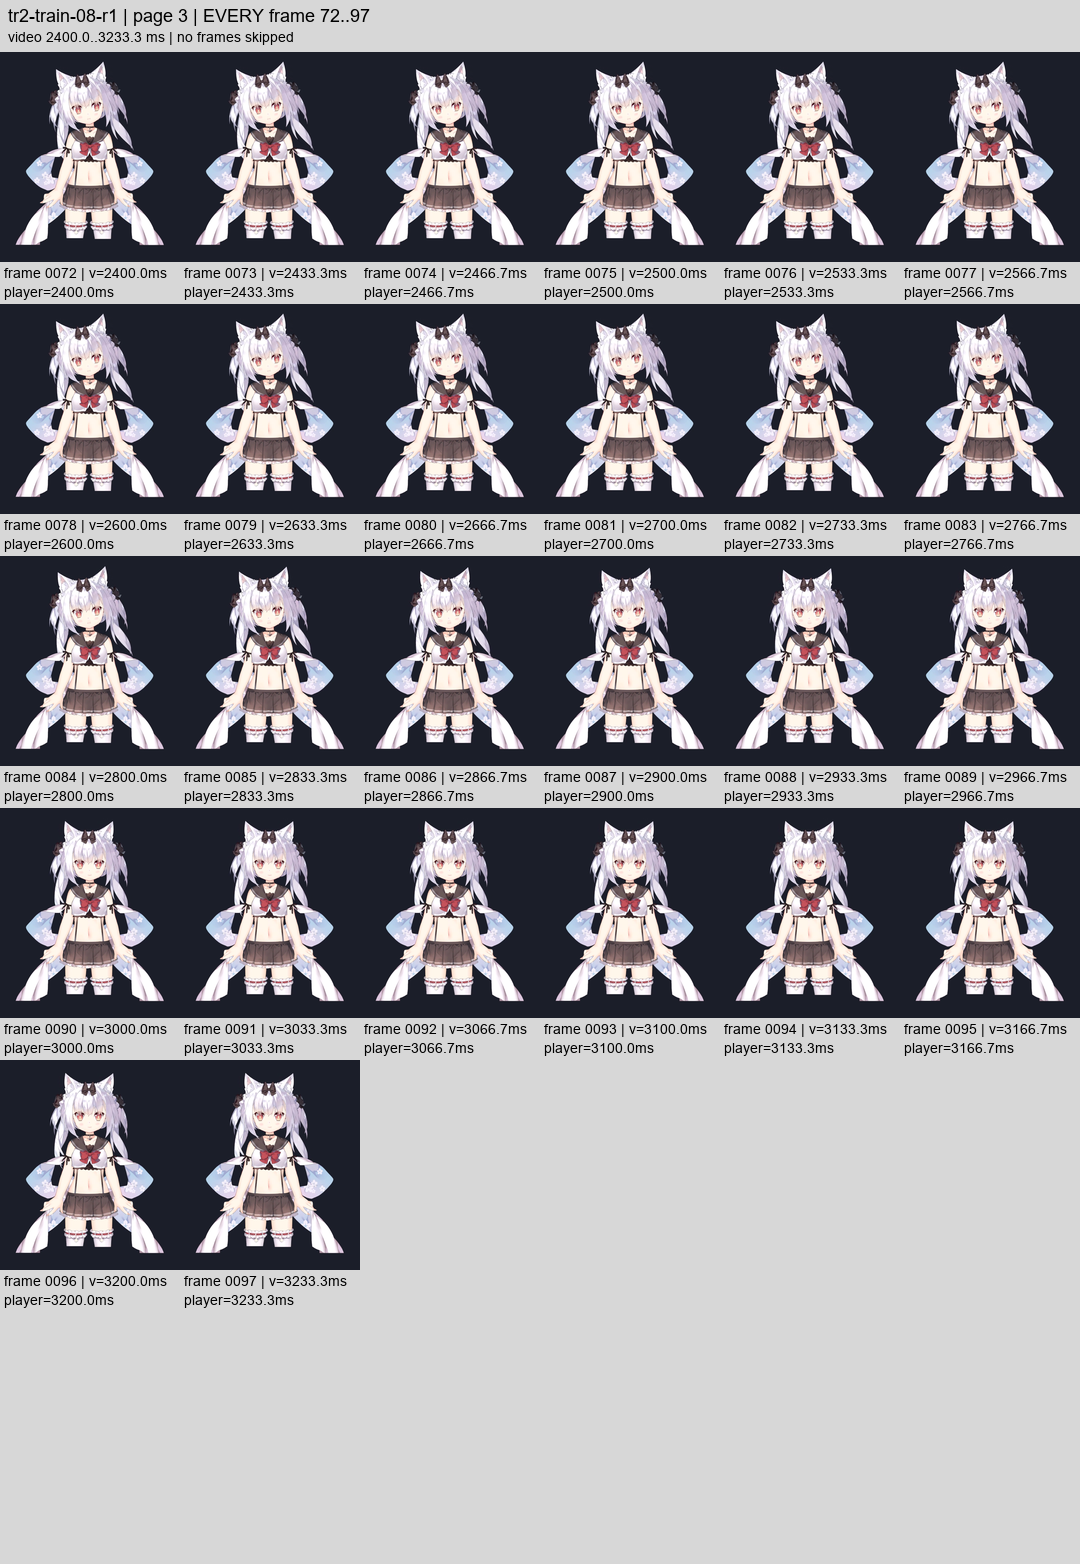 tr2-train-08-r1 | page 3 | EVERY frame 72..97
video 2400.0..3233.3 ms | no frames skipped
frame 0072 | v=2400.0ms
player=2400.0ms
frame 0073 | v=2433.3ms
player=2433.3ms
frame 0074 | v=2466.7ms
player=2466.7ms
frame 0075 | v=2500.0ms
player=2500.0ms
frame 0076 | v=2533.3ms
player=2533.3ms
frame 0077 | v=2566.7ms
player=2566.7ms
frame 0078 | v=2600.0ms
player=2600.0ms
frame 0079 | v=2633.3ms
player=2633.3ms
frame 0080 | v=2666.7ms
player=2666.7ms
frame 0081 | v=2700.0ms
player=2700.0ms
frame 0082 | v=2733.3ms
player=2733.3ms
frame 0083 | v=2766.7ms
player=2766.7ms
frame 0084 | v=2800.0ms
player=2800.0ms
frame 0085 | v=2833.3ms
player=2833.3ms
frame 0086 | v=2866.7ms
player=2866.7ms
frame 0087 | v=2900.0ms
player=2900.0ms
frame 0088 | v=2933.3ms
player=2933.3ms
frame 0089 | v=2966.7ms
player=2966.7ms
frame 0090 | v=3000.0ms
player=3000.0ms
frame 0091 | v=3033.3ms
player=3033.3ms
frame 0092 | v=3066.7ms
player=3066.7ms
frame 0093 | v=3100.0ms
player=3100.0ms
frame 0094 | v=3133.3ms
player=3133.3ms
frame 0095 | v=3166.7ms
player=3166.7ms
frame 0096 | v=3200.0ms
player=3200.0ms
frame 0097 | v=3233.3ms
player=3233.3ms